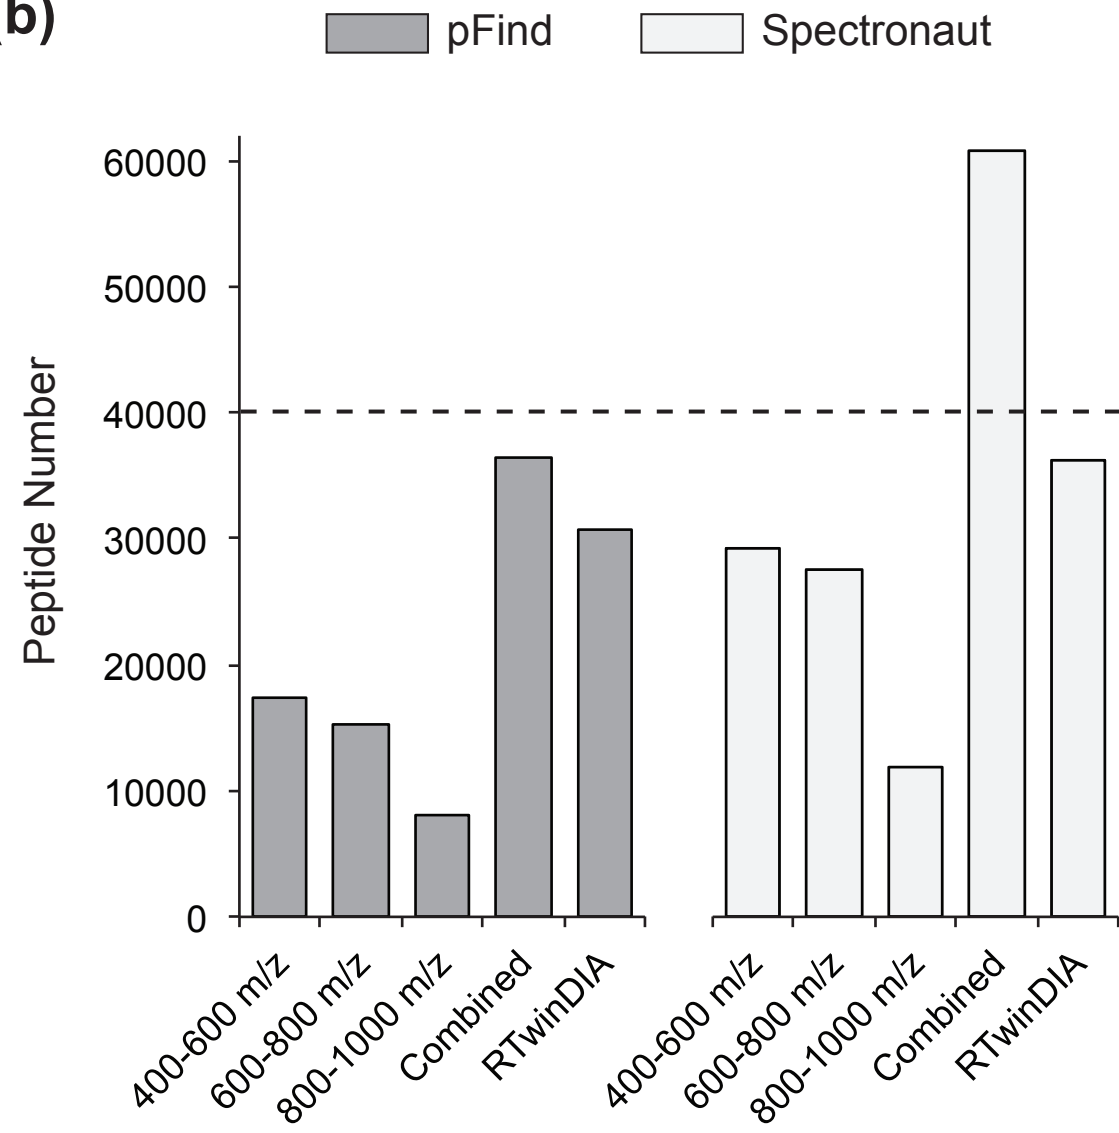 b)
pFind
Spectronaut
Peptide Number
60000
50000
40000
30000
20000
10000
0
400-600 m/z
600-800 m/z
800-1000 m/z
Combined
RTwinDIA
400-600 m/z
600-800 m/z
800-1000 m/z
Combined
RTwinDIA